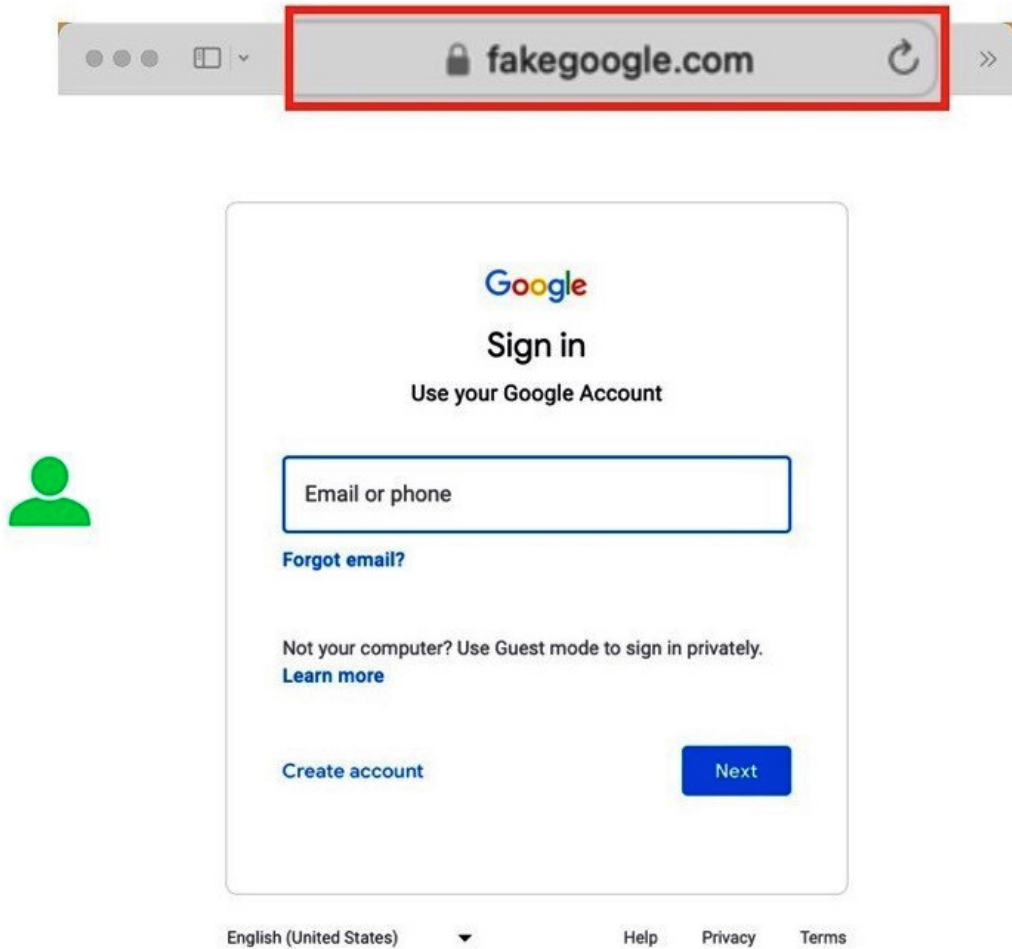 fakegoogle.com
Google
Sign in
Use your Google Account
Email or phone
Forgot email?
Not your computer? Use Guest mode to sign in privately.
Learn more
Create account Next
English (United States) Help Privacy Terms